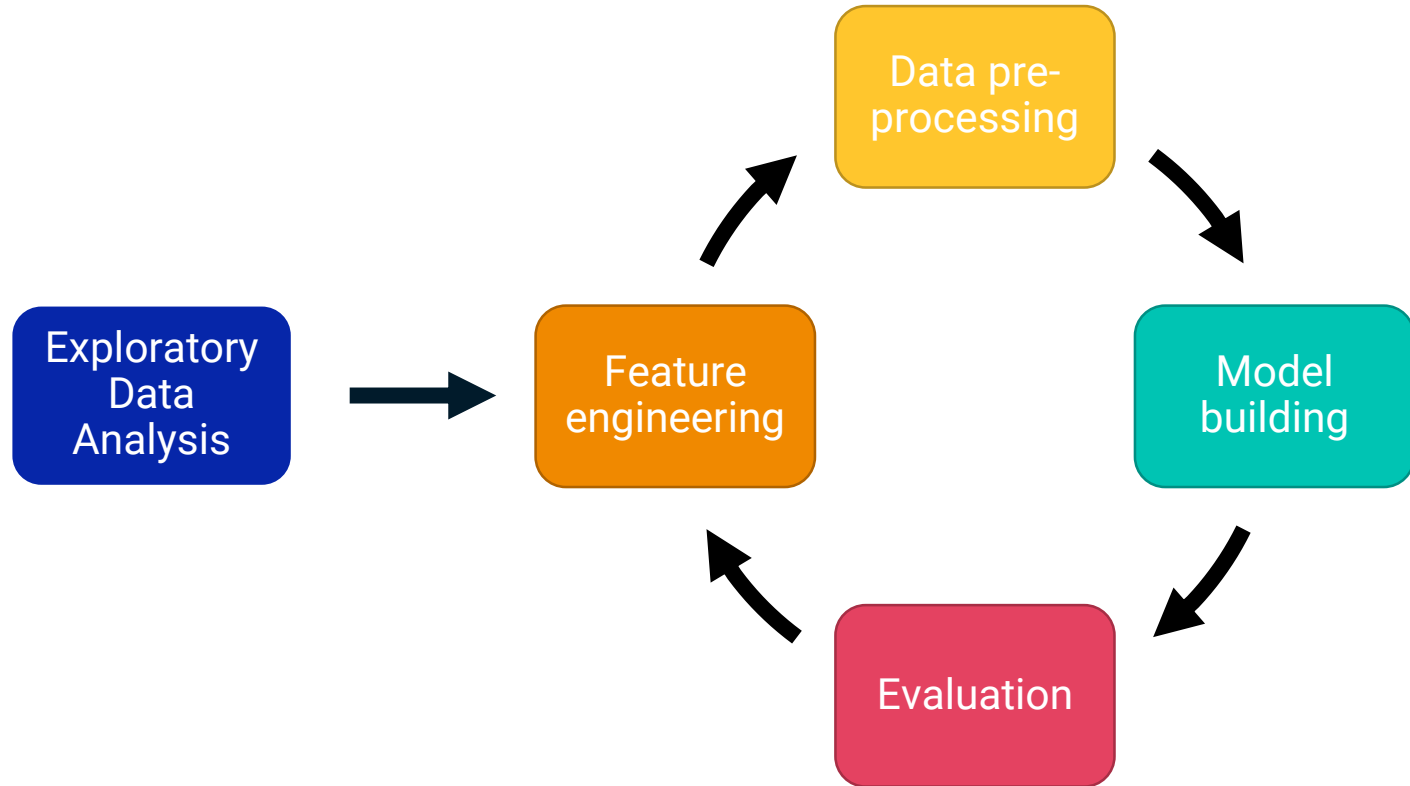 Data pre-
processing
Exploratory
Data
Analysis
Feature
engineering
Model
building
Evaluation